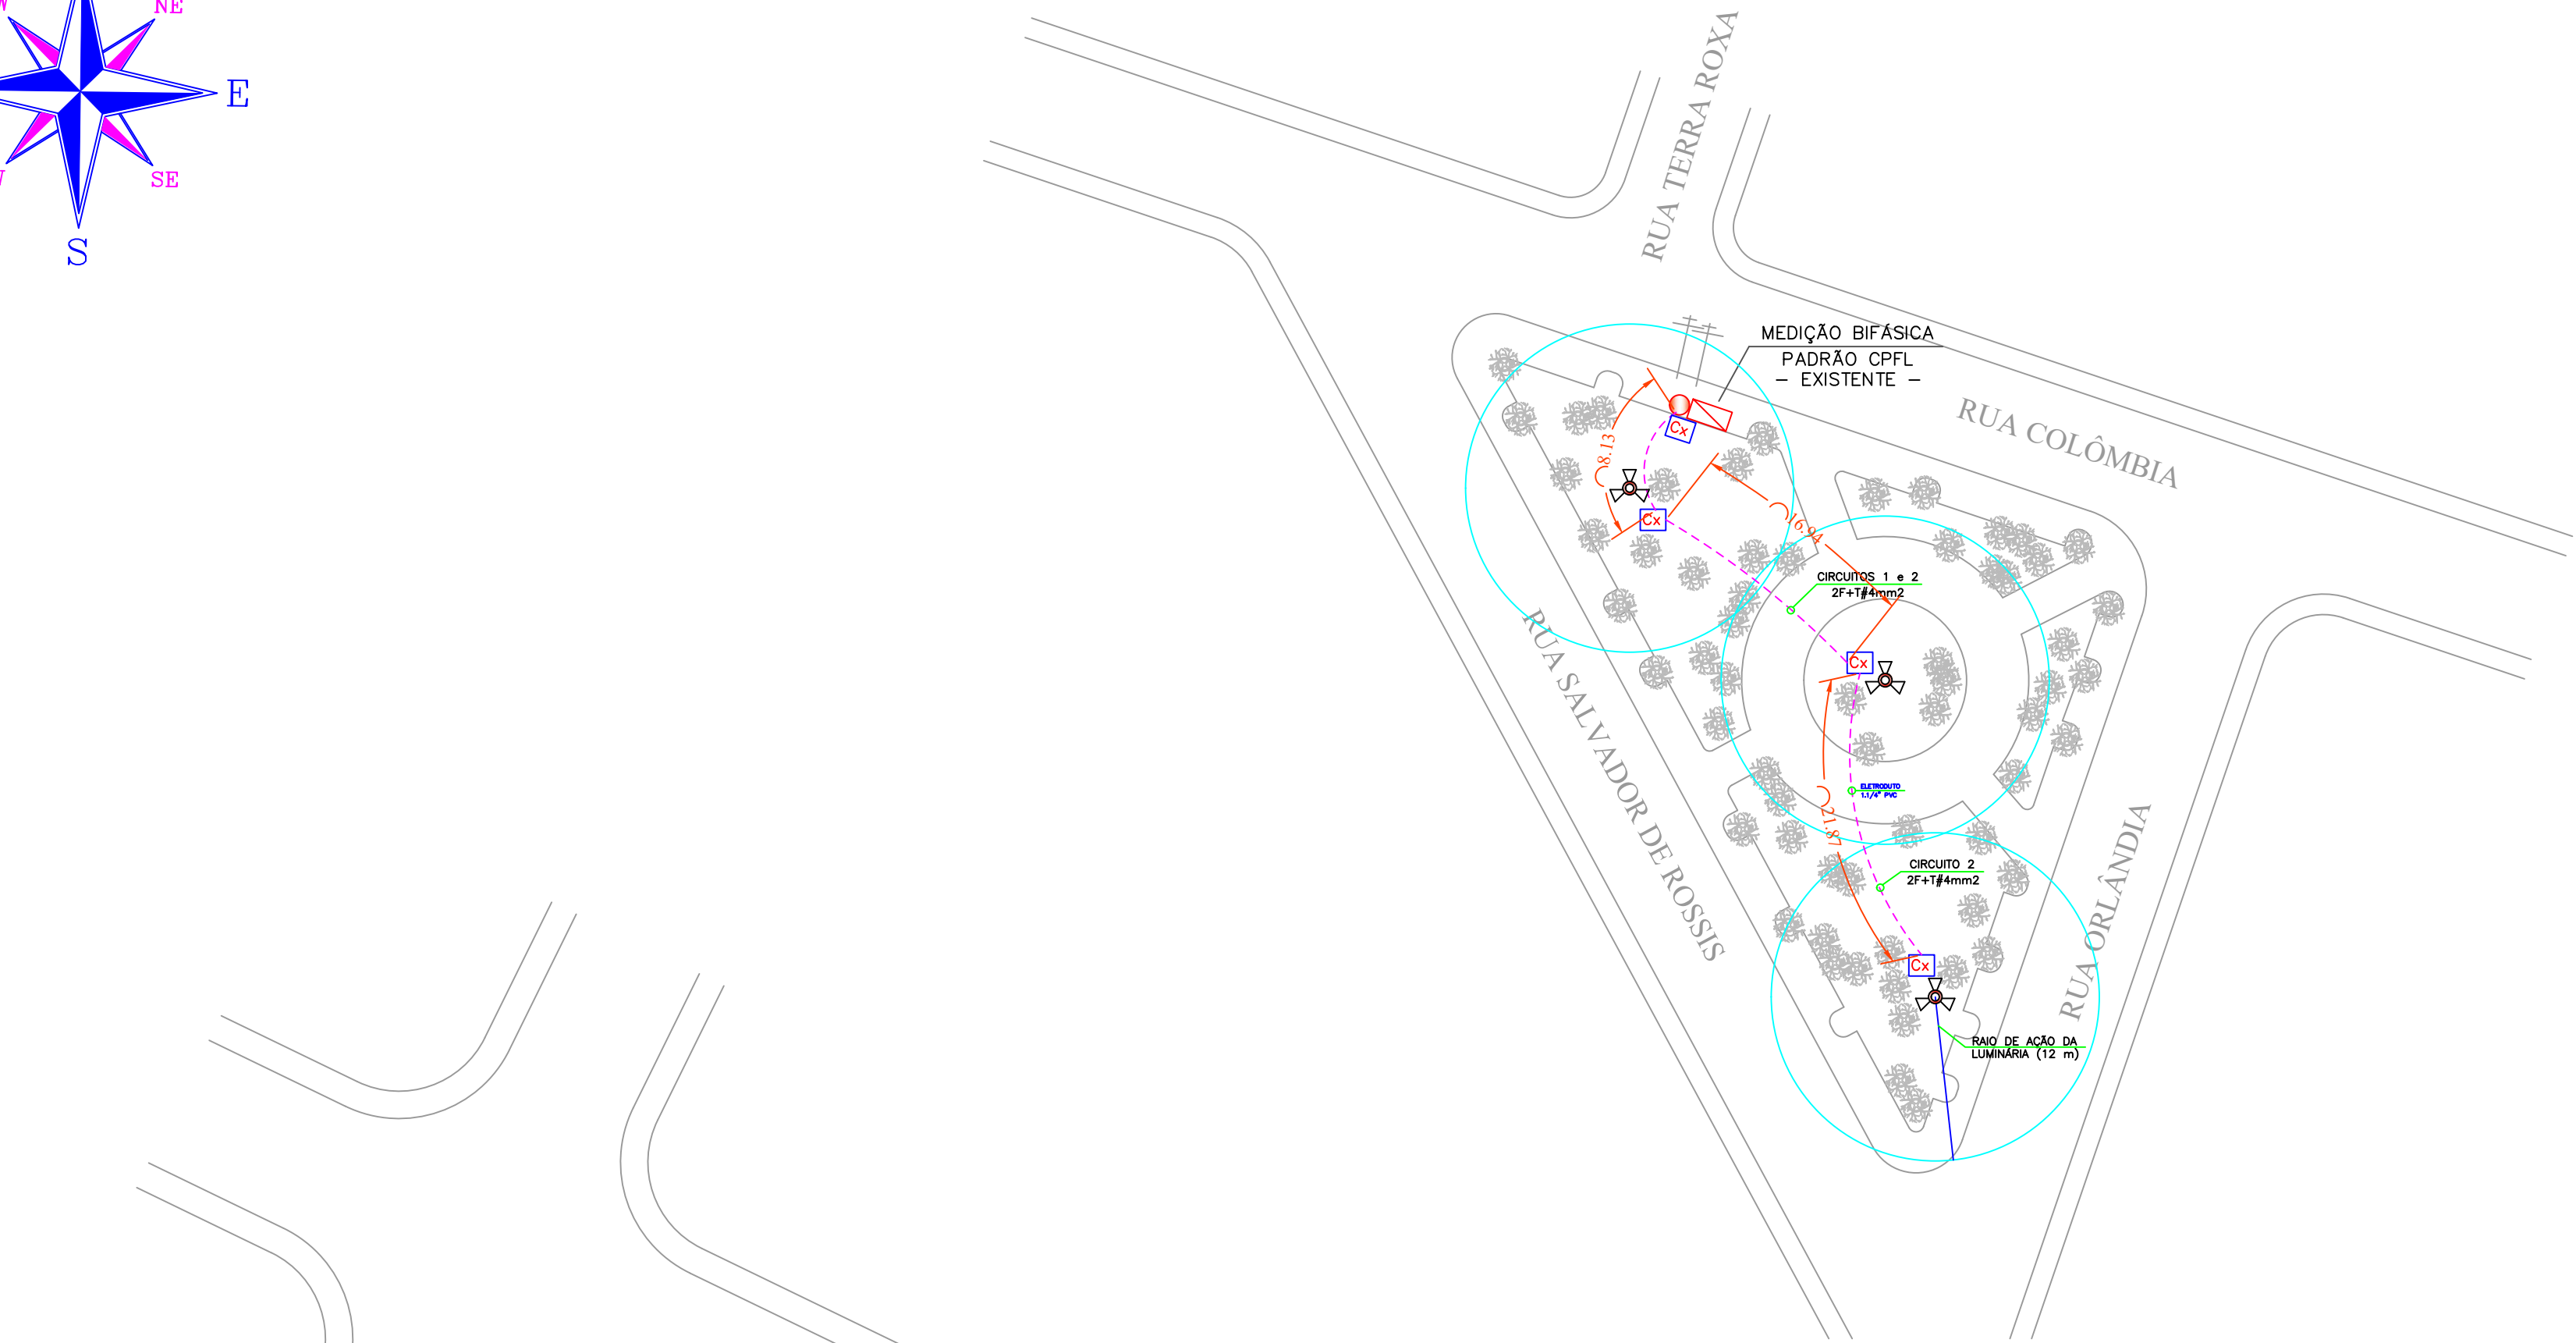 NE
E
SE
S
RUA TERRA ROXA
MEDIÇÃO BIFÁSICA
PADRÃO CPFL
- EXISTENTE -
RUA COLÔMBIA
Cx
8.13
Cx
16.94
CIRCUITOS 1 e 2
2F+T#4mm2
Cx
RUA SALVADOR DE ROSSIS
ELETRODUTO
1.1/4" PVC
21.87
CIRCUITO 2
2F+T#4mm2
RUA ORLÂNDIA
Cx
RAIO DE AÇÃO DA
LUMINÁRIA (12 m)